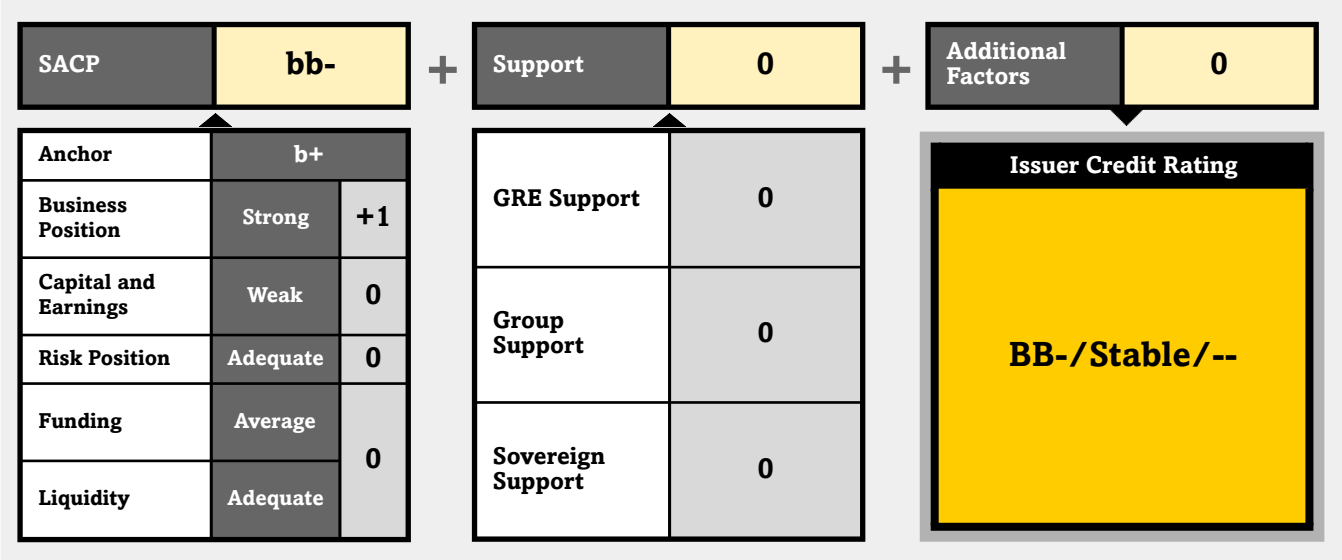 SACP
bb-
+
Support
0
+
Additional
Factors
0
Anchor
b+
Business
Position
Strong
+1
Capital and
Earnings
Weak
0
Risk Position
Adequate
0
Funding
Average
0
Liquidity
Adequate
GRE Support
0
Group
Support
0
Sovereign
Support
0
Issuer Credit Rating
BB-/Stable/--